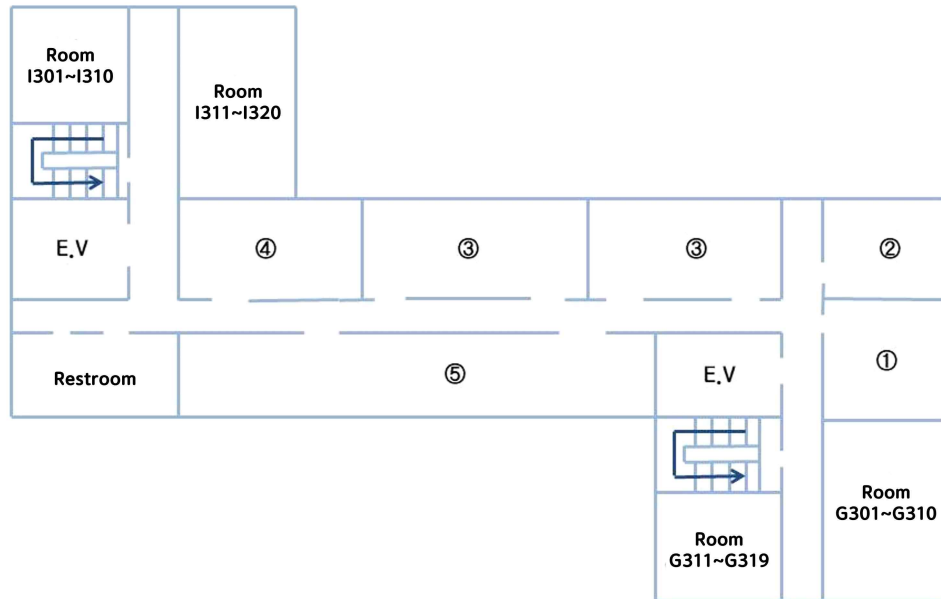 Room
I301~I310
Room
I311~I320
E.V
④
③
③
②
①
Restroom
⑤
E.V
Room
G301~G310
Room
G311~G319